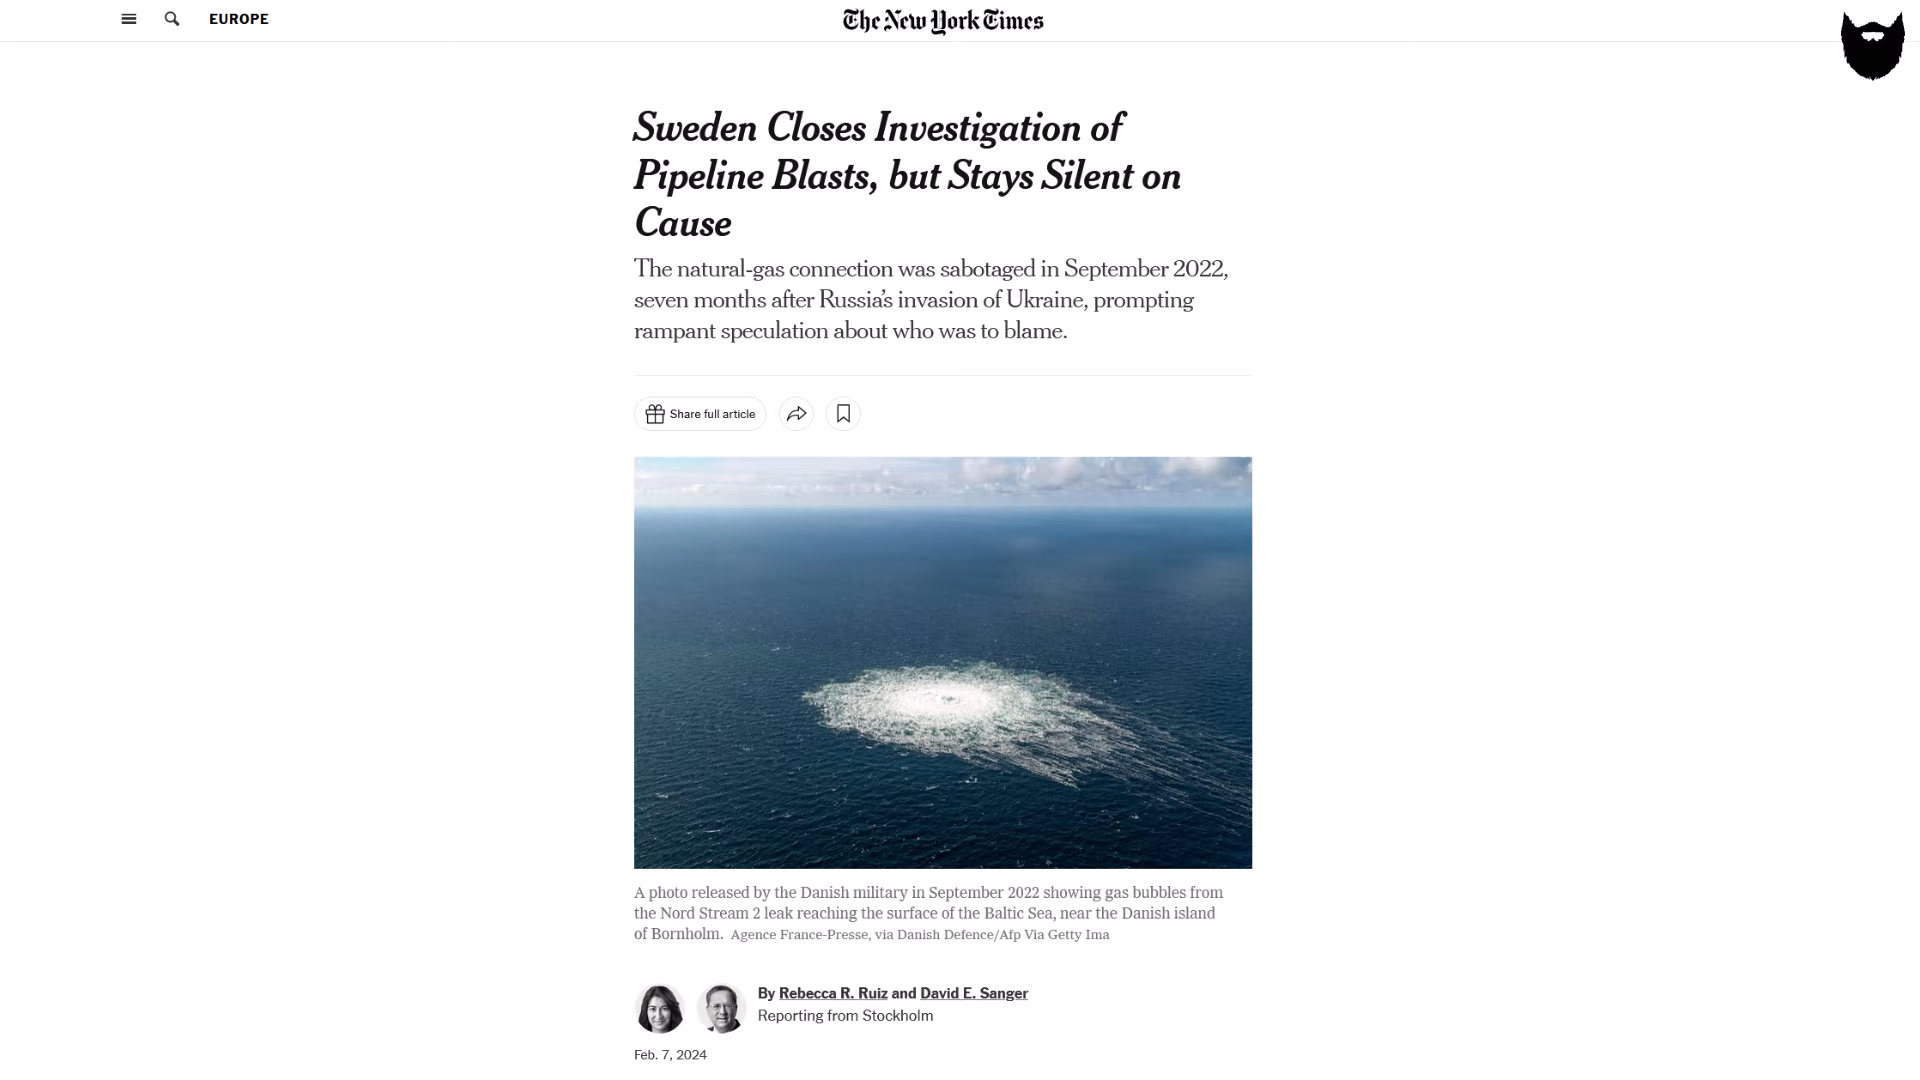 EUROPE
The New York Times
Sweden Closes Investigation of
Pipeline Blasts, but Stays Silent on
Cause
The natural-gas connection was sabotaged in September 2022,
seven months after Russia's invasion of Ukraine, prompting
rampant speculation about who was to blame.
Share full article
A photo released by the Danish military in September 2022 showing gas bubbles from
the Nord Stream 2 leak reaching the surface of the Baltic Sea, near the Danish island
of Bornholm. Agence France-Presse, via Danish Defence/Afp Via Getty Ima
By Rebecca R. Ruiz and David E. Sanger
Reporting from Stockholm
Feb. 7, 2024